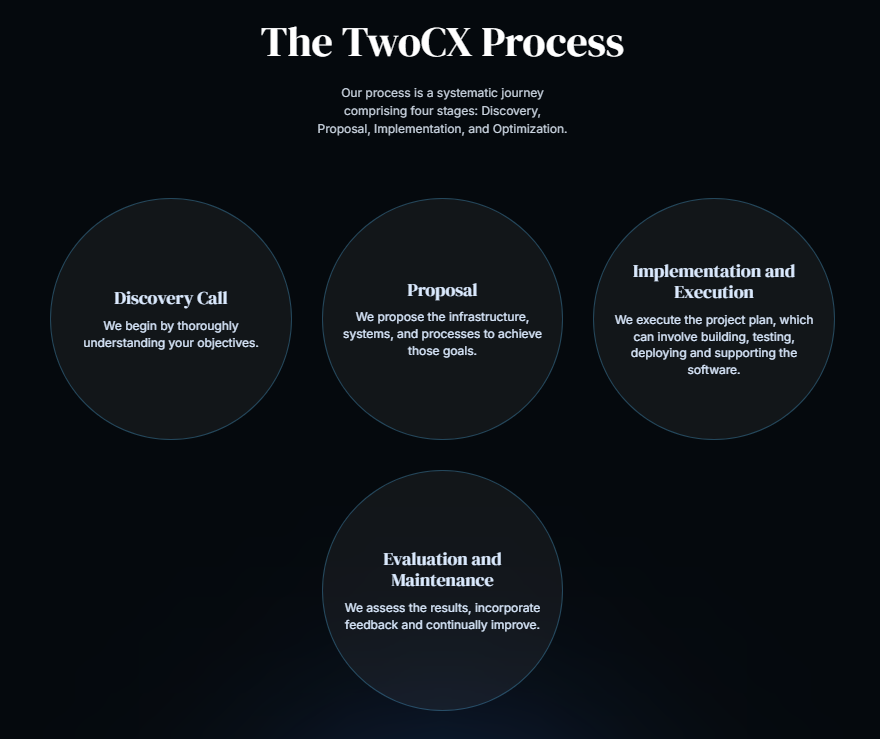 The TwoCX Process
Our process is a systematic journey
comprising four stages: Discovery,
Proposal, Implementation, and Optimization.
Discovery Call
We begin by thoroughly
understanding your objectives.
Proposal
We propose the infrastructure,
systems, and processes to achieve
those goals.
Implementation and
Execution
We execute the project plan, which
can involve building, testing,
deploying and supporting the
software.
Evaluation and
Maintenance
We assess the results, incorporate
feedback and continually improve.